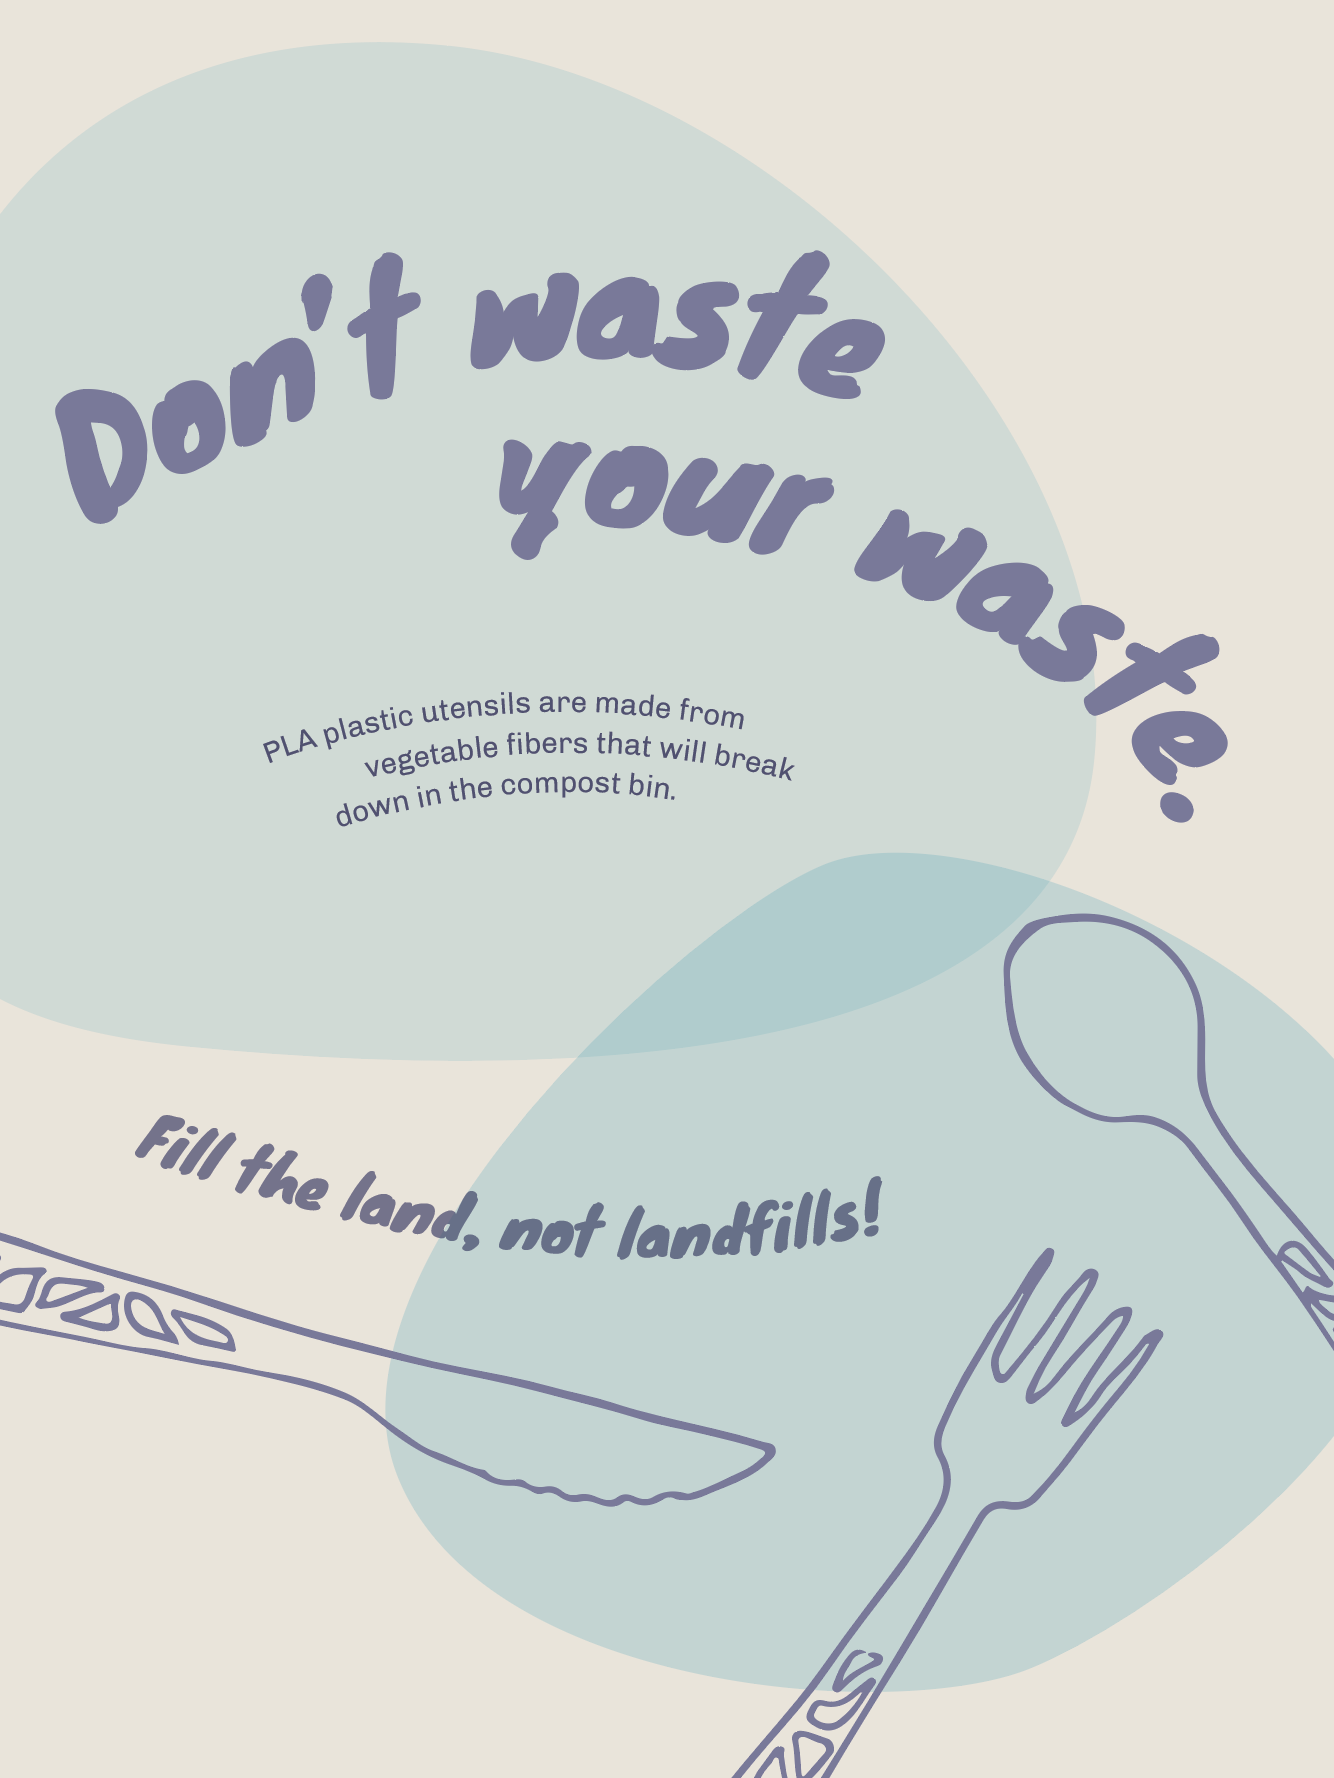 Don't waste
your waste.
PLA plastic utensils are made from
vegetable fibers that will break
down in the compost bin.
Fill the land, not landfills!